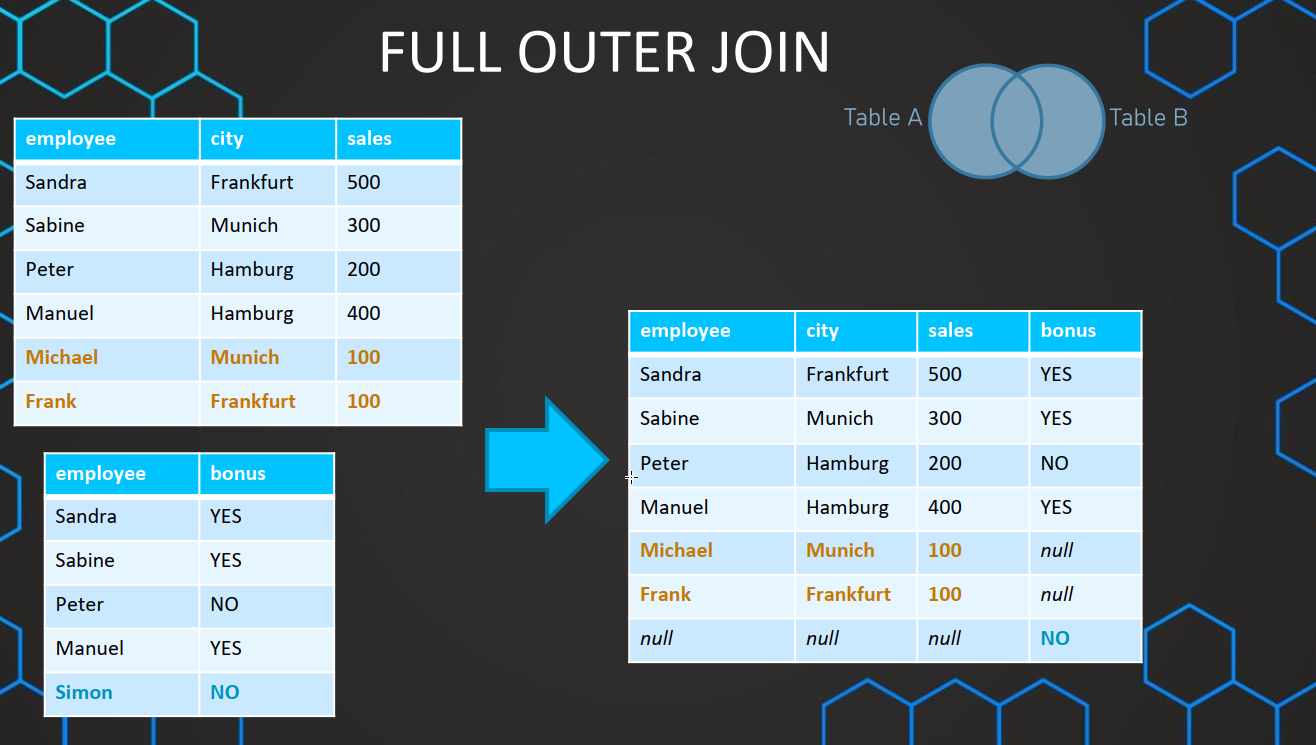 FULL OUTER JOIN
Table A Table B
employee city sales
Sandra Frankfurt 500
Sabine Munich 300
Peter Hamburg 200
Manuel Hamburg 400
Michael Munich 100
Frank Frankfurt 100
employee bonus
Sandra YES
Sabine YES
Peter NO
Manuel YES
Simon NO
employee city sales bonus
Sandra Frankfurt 500 YES
Sabine Munich 300 YES
Peter Hamburg 200 NO
Manuel Hamburg 400 YES
Michael Munich 100 null
Frank Frankfurt 100 null
null null null NO